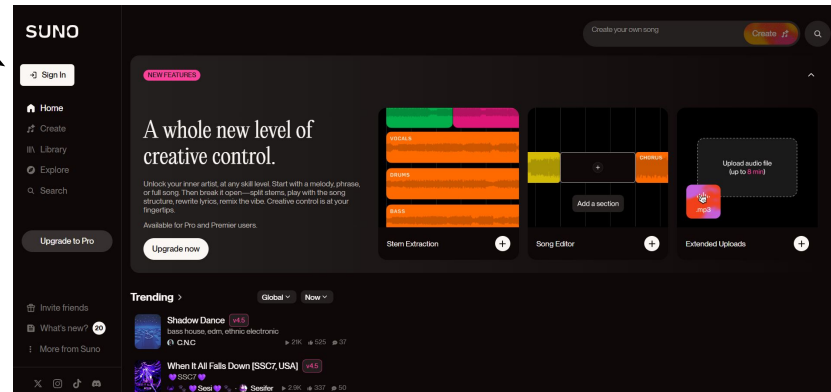 SUNO
Create your own song
Create
Sign In
NEW FEATURES
Home
Create
Library
Explore
Search
A whole new level of
creative control.
Unlock your inner artist, at any skill level. Start with a melody, phrase,
or full song. Then break it open—split stems, play with the song
structure, rewrite lyrics, remix the vibe. Creative control is at your
fingertips.
Available for Pro and Premier users.
Upgrade now
VOCALS
DRUMS
BASS
Stem Extraction
CHORUS
Add a section
Song Editor
Upload audio file
(up to 8 min)
.mp3
Extended Uploads
Upgrade to Pro
Trending
Global
Now
Shadow Dance v4.5
bass house, edm, ethnic electronic
C.N.C
21K 525 37
When It All Falls Down [SSC7, USA] v4.5
💜SSC7💜
💜Sesi💜 - Sesifer 2.9K 337 50
Invite friends
What's new? 20
More from Suno